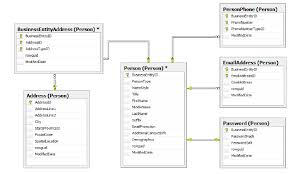 BusinessEntityAddress (Person)
BusinessEntityID
AddressID
AddressTypeID
rowguid
ModifiedDate
Address (Person)
AddressID
AddressLine1
AddressLine2
City
StateProvinceID
PostalCode
SpatialLocation
rowguid
ModifiedDate
Person (Person) *
BusinessEntityID
PersonType
NameStyle
Title
FirstName
MiddleName
LastName
Suffix
EmailPromotion
AdditionalContactInfo
Demographics
rowguid
ModifiedDate
PersonPhone (Person)
BusinessEntityID
PhoneNumber
PhoneNumberTypeID
ModifiedDate
EmailAddress (Person)
BusinessEntityID
EmailAddressID
EmailAddress
rowguid
ModifiedDate
Password (Person)
BusinessEntityID
PasswordHash
PasswordSalt
rowguid
ModifiedDate